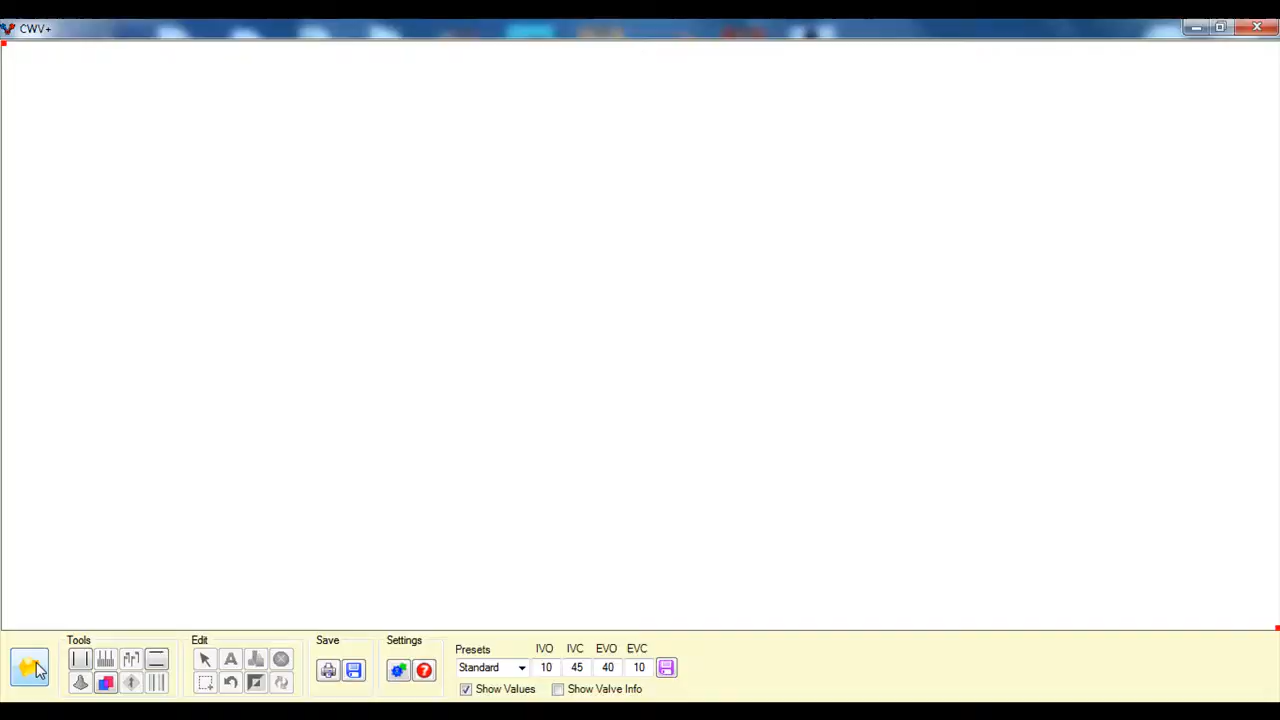 CWV+
Tools
Edit
Save
Settings
Presets
IVO IVC EVO EVC
Standard 10 45 40 10
Show Values
Show Valve Info